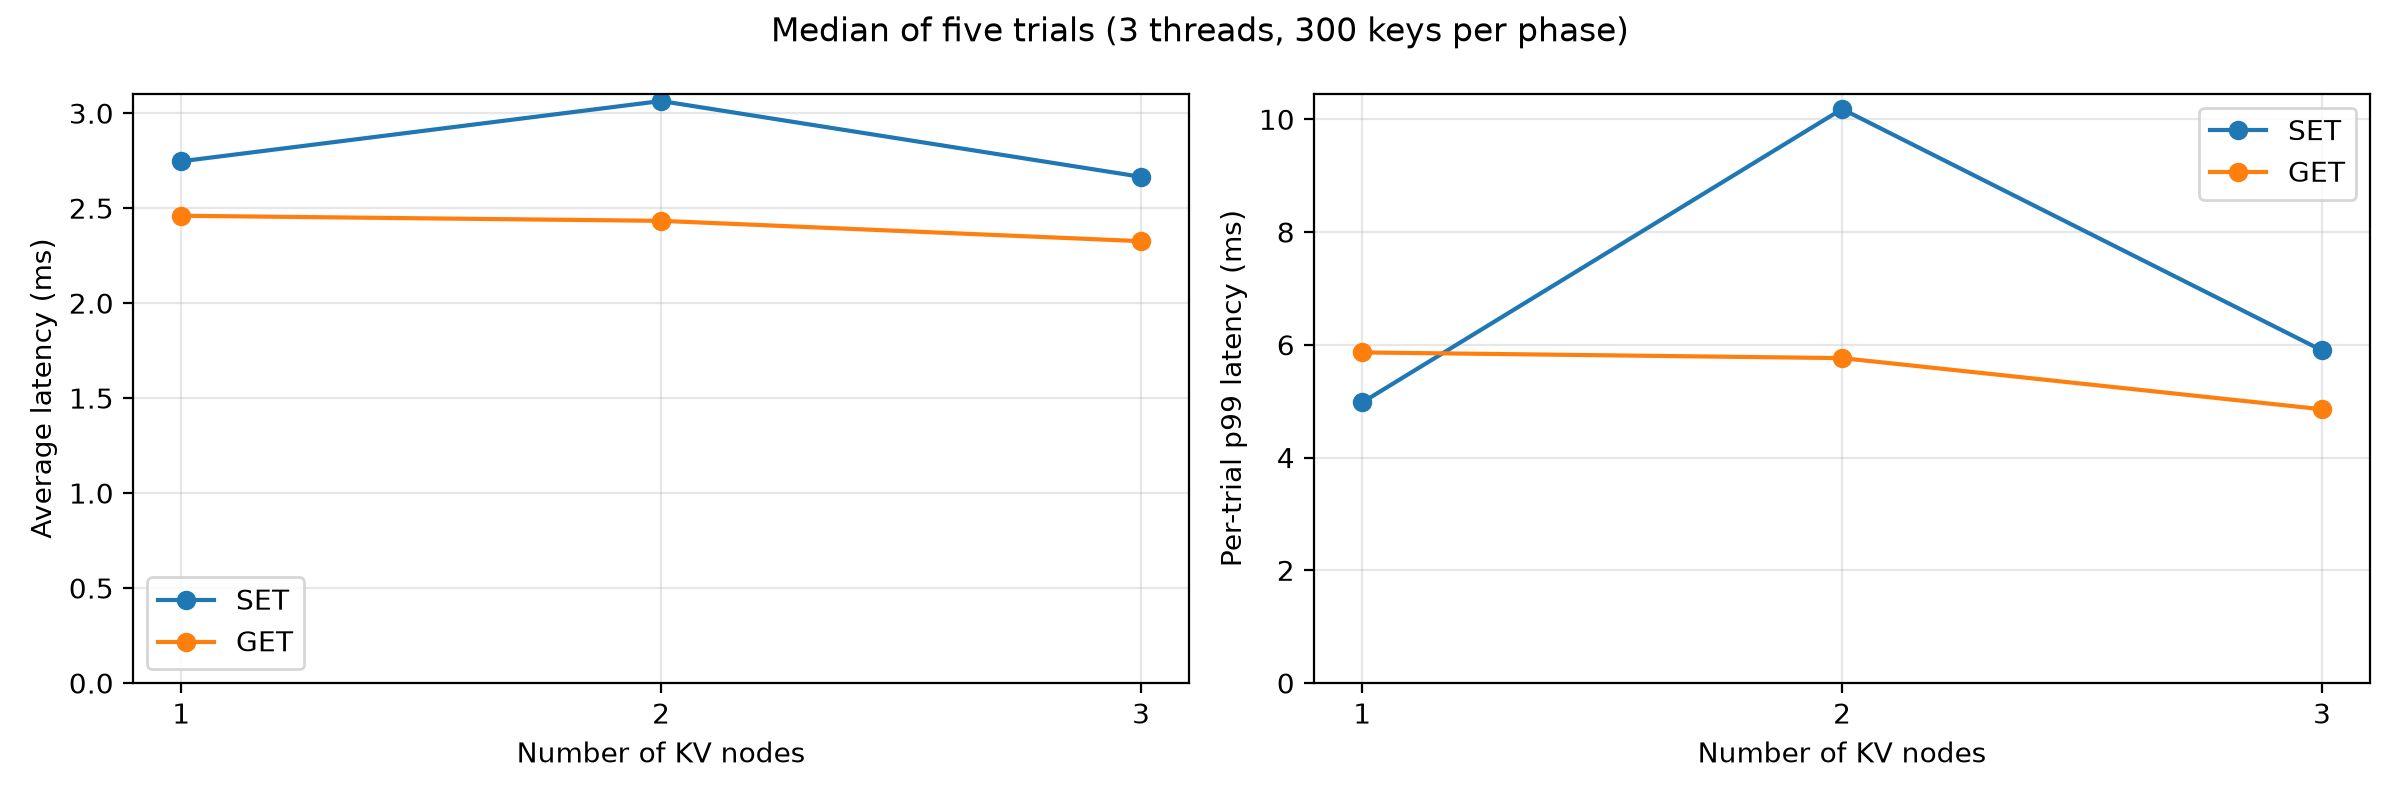 Median of five trials (3 threads, 300 keys per phase)
Average latency (ms)
3.0
2.5
2.0
1.5
1.0
0.5
0.0
SET
GET
1 2 3
Number of KV nodes
Per-trial p99 latency (ms)
10
8
6
4
2
0
SET
GET
1 2 3
Number of KV nodes